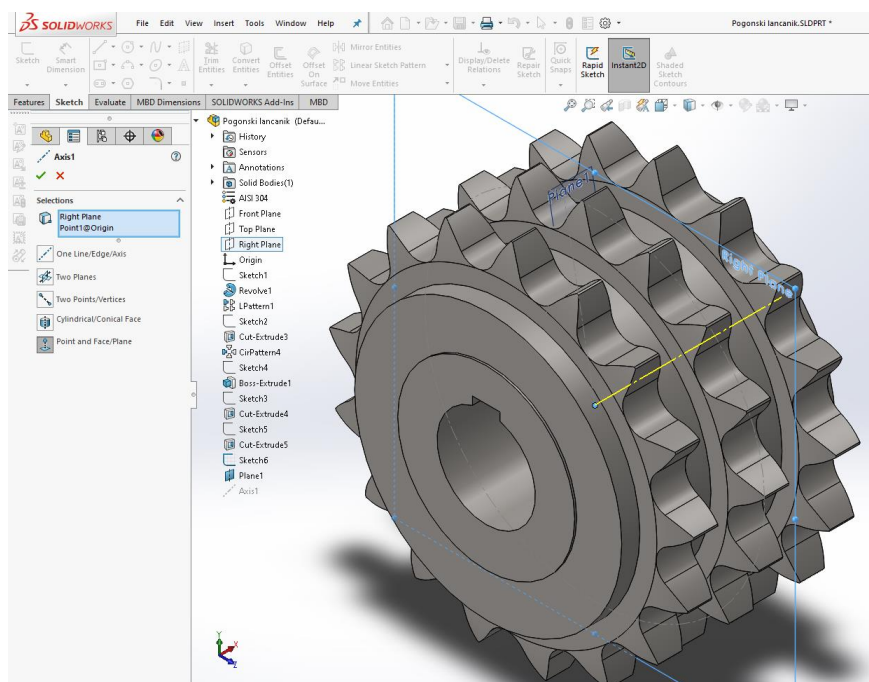 SOLIDWORKS File Edit View Insert Tools Window Help Pogonski lancanik.SLDPRT *
Sketch Smart Dimension Trim Entities Convert Entities Offset Entities Offset On Surface Mirror Entities Linear Sketch Pattern Move Entities Display/Delete Relations Repair Sketch Quick Snaps Rapid Sketch Instant2D Shaded Sketch Contours
Features Sketch Evaluate MBD Dimensions SOLIDWORKS Add-Ins MBD
Axis1
Selections
Right Plane
Point1@Origin
One Line/Edge/Axis
Two Planes
Two Points/Vertices
Cylindrical/Conical Face
Point and Face/Plane
Pogonski lancanik (Defau...
History
Sensors
Annotations
Solid Bodies(1)
AISI 304
Front Plane
Top Plane
Right Plane
Origin
Sketch1
Revolve1
LPattern1
Sketch2
Cut-Extrude3
CirPattern4
Sketch4
Boss-Extrude1
Sketch3
Cut-Extrude4
Sketch5
Cut-Extrude5
Sketch6
Plane1
Axis1
Plane1
Right Plane
Y
X
Z